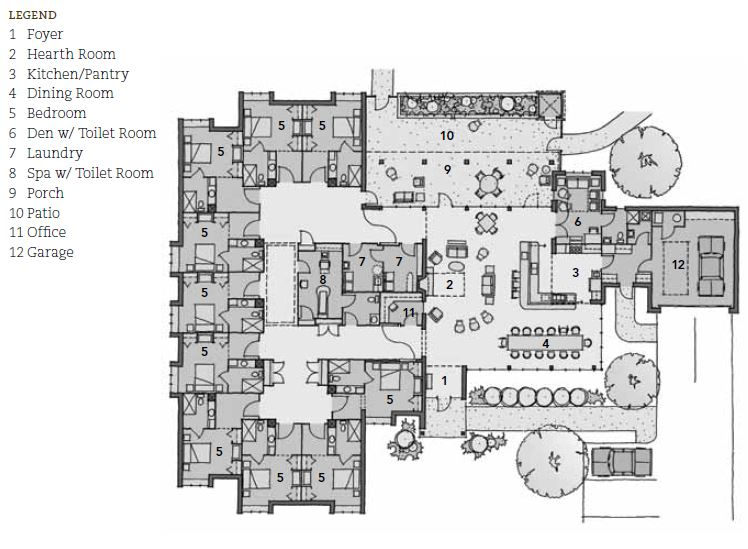 LEGEND
1 Foyer
2 Hearth Room
3 Kitchen/Pantry
4 Dining Room
5 Bedroom
6 Den w/ Toilet Room
7 Laundry
8 Spa w/ Toilet Room
9 Porch
10 Patio
11 Office
12 Garage
5 5
10
5
9
6
5
7 7
12
8
3
2
5
11
4
5
1
5
5
5 5